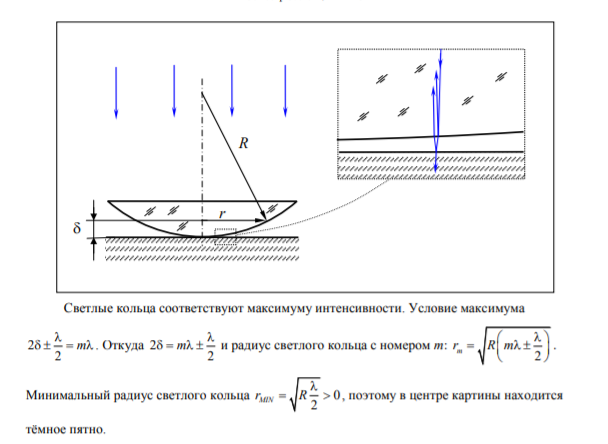 R
r
δ
Светлые кольца соответствуют максимуму интенсивности. Условие максимума
2δ ± λ/2 = mλ. Откуда 2δ = mλ ± λ/2 и радиус светлого кольца с номером m: r_m = √(R(mλ ± λ/2)).
Минимальный радиус светлого кольца r_MIN = √(R λ/2) > 0, поэтому в центре картины находится
тёмное пятно.